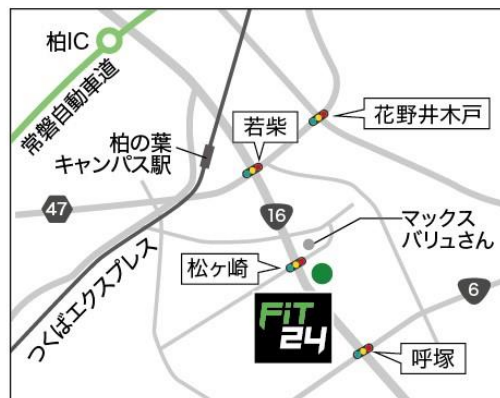 柏IC
常磐自動車道
花野井木戸
若柴
柏の葉
キャンパス駅
47
16
マックス
バリュさん
つくばエクスプレス
松ヶ崎
6
FiT
24
呼塚